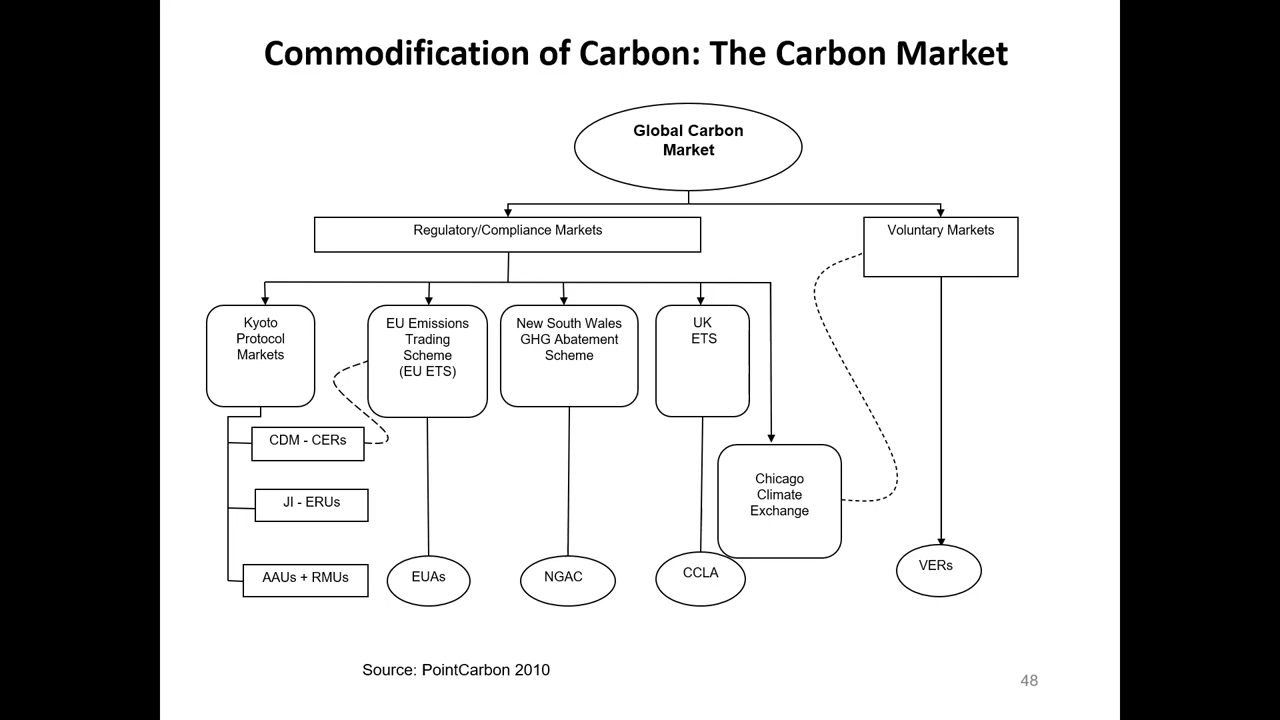 Commodification of Carbon: The Carbon Market
Global Carbon
Market
Regulatory/Compliance Markets
Voluntary Markets
Kyoto
Protocol
Markets
EU Emissions
Trading
Scheme
(EU ETS)
New South Wales
GHG Abatement
Scheme
UK
ETS
CDM - CERs
JI - ERUs
AAUs + RMUs
Chicago
Climate
Exchange
EUAs
NGAC
CCLA
VERs
Source: PointCarbon 2010
48